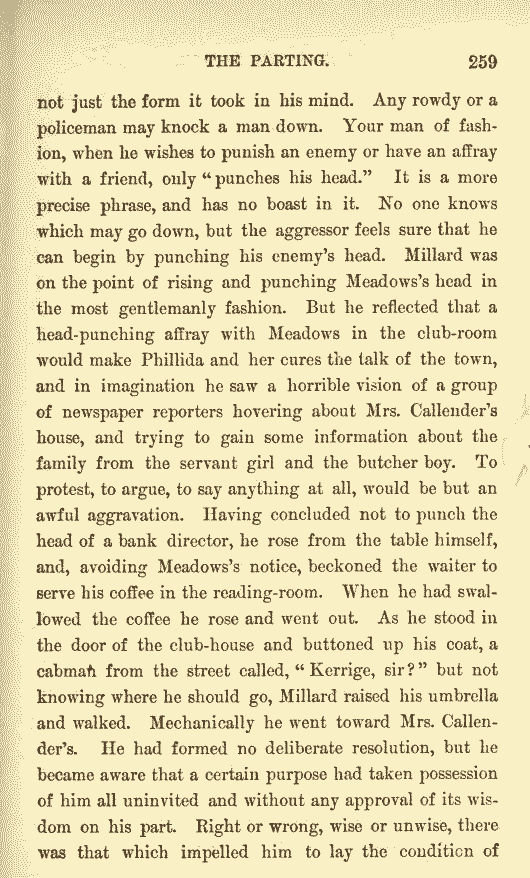 THE PARTING. 259
not just the form it took in his mind. Any rowdy or a
policeman may knock a man down. Your man of fash-
ion, when he wishes to punish an enemy or have an affray
with a friend, only “punches his head.” It is a more
precise phrase, and has no boast in it. No one knows
which may go down, but the aggressor feels sure that he
can begin by punching his enemy's head. Millard was
on the point of rising and punching Meadows's head in
the most gentlemanly fashion. But he reflected that a
head-punching affray with Meadows in the club-room
would make Phillida and her cures the talk of the town,
and in imagination he saw a horrible vision of a group
of newspaper reporters hovering about Mrs. Callender's
house, and trying to gain some information about the
family from the servant girl and the butcher boy. To
protest, to argue, to say anything at all, would be but an
awful aggravation. Having concluded not to punch the
head of a bank director, he rose from the table himself,
and, avoiding Meadows's notice, beckoned the waiter to
serve his coffee in the reading-room. When he had swal-
lowed the coffee he rose and went out. As he stood in
the door of the club-house and buttoned up his coat, a
cabman from the street called, “Kerrige, sir?” but not
knowing where he should go, Millard raised his umbrella
and walked. Mechanically he went toward Mrs. Callen-
der's. He had formed no deliberate resolution, but he
became aware that a certain purpose had taken possession
of him all uninvited and without any approval of its wis-
dom on his part. Right or wrong, wise or unwise, there
was that which impelled him to lay the condition of